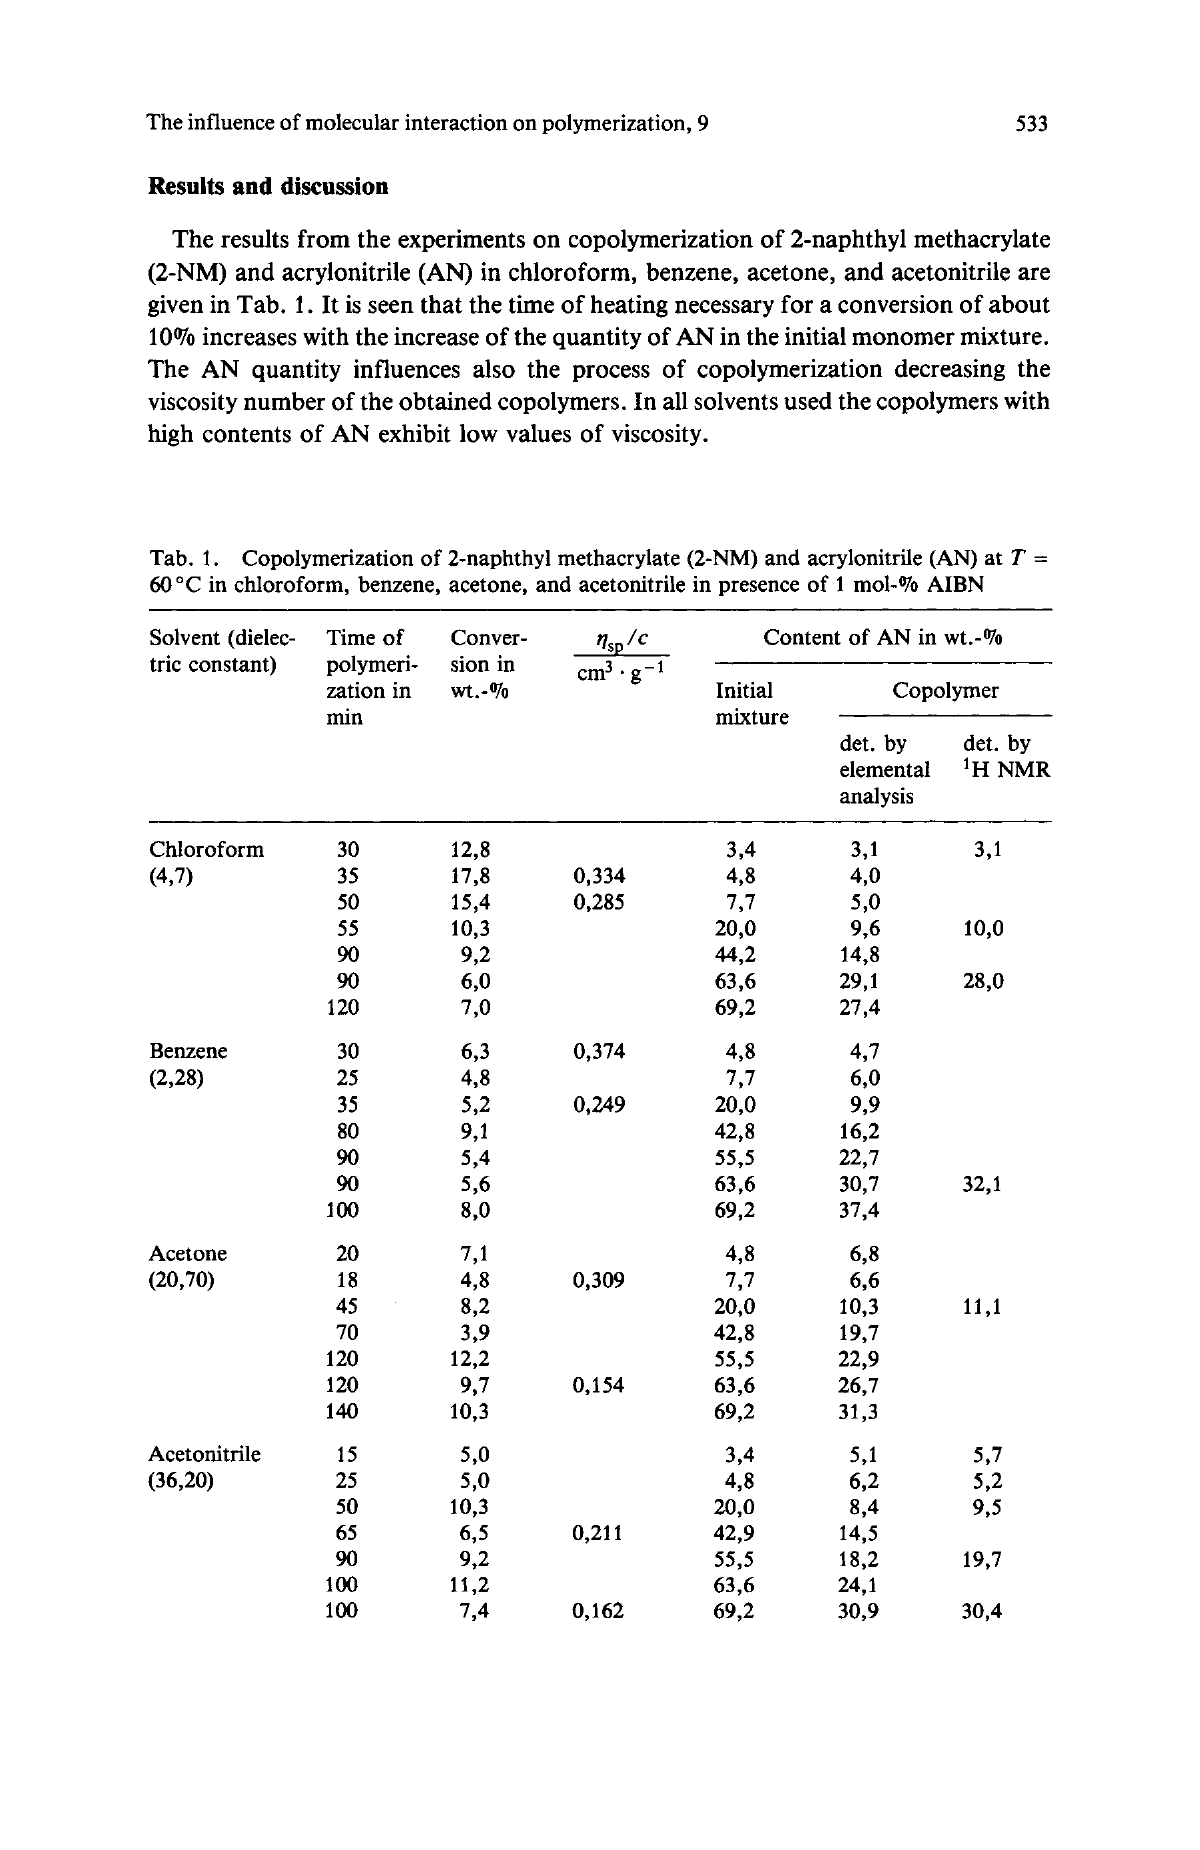 The influence of molecular interaction on polymerization, 9 533
Results and discussion
The results from the experiments on copolymerization of 2-naphthyl methacrylate
(2-NM) and acrylonitrile (AN) in chloroform, benzene, acetone, and acetonitrile are
given in Tab. 1. It is seen that the time of heating necessary for a conversion of about
10% increases with the increase of the quantity of AN in the initial monomer mixture.
The AN quantity influences also the process of copolymerization decreasing the
viscosity number of the obtained copolymers. In all solvents used the copolymers with
high contents of AN exhibit low values of viscosity.
Tab. 1. Copolymerization of 2-naphthyl methacrylate (2-NM) and acrylonitrile (AN) at T =
60 °C in chloroform, benzene, acetone, and acetonitrile in presence of 1 mol-% AIBN
Solvent (dielec- Time of Conver- ηsp/c Content of AN in wt.-%
tric constant) polymeri- sion in cm³ · g⁻¹
zation in wt.-% Initial Copolymer
min mixture
det. by det. by
elemental ¹H NMR
analysis
Chloroform 30 12,8 3,4 3,1 3,1
(4,7) 35 17,8 0,334 4,8 4,0
50 15,4 0,285 7,7 5,0
55 10,3 20,0 9,6 10,0
90 9,2 44,2 14,8
90 6,0 63,6 29,1 28,0
120 7,0 69,2 27,4
Benzene 30 6,3 0,374 4,8 4,7
(2,28) 25 4,8 7,7 6,0
35 5,2 0,249 20,0 9,9
80 9,1 42,8 16,2
90 5,4 55,5 22,7
90 5,6 63,6 30,7 32,1
100 8,0 69,2 37,4
Acetone 20 7,1 4,8 6,8
(20,70) 18 4,8 0,309 7,7 6,6
45 8,2 20,0 10,3 11,1
70 3,9 42,8 19,7
120 12,2 55,5 22,9
120 9,7 0,154 63,6 26,7
140 10,3 69,2 31,3
Acetonitrile 15 5,0 3,4 5,1 5,7
(36,20) 25 5,0 4,8 6,2 5,2
50 10,3 20,0 8,4 9,5
65 6,5 0,211 42,9 14,5
90 9,2 55,5 18,2 19,7
100 11,2 63,6 24,1
100 7,4 0,162 69,2 30,9 30,4